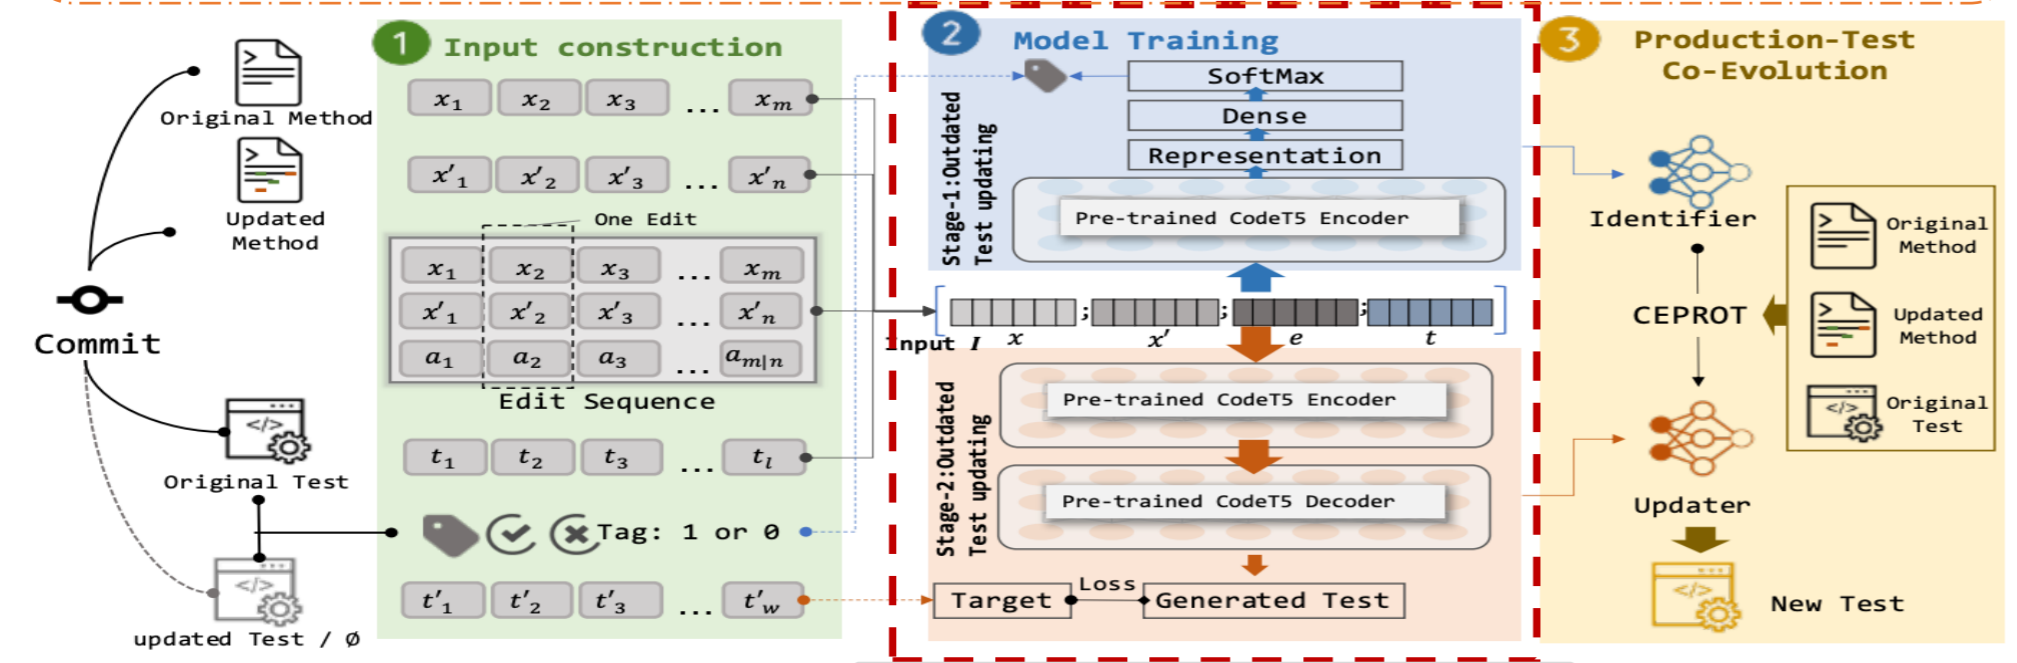 Original Method
Updated
Method
Commit
Original Test
updated Test / Ø
1 Input construction
x₁ x₂ x₃ ... xₘ
x'₁ x'₂ x'₃ ... x'ₙ
One Edit
x₁ x₂ x₃ ... xₘ
x'₁ x'₂ x'₃ ... x'ₙ
a₁ a₂ a₃ ... aₘ|ₙ
Edit Sequence
t₁ t₂ t₃ ... tₗ
Tag: 1 or 0
t'₁ t'₂ t'₃ ... t'w
2 Model Training
Stage-1:Outdated
Test updating
SoftMax
Dense
Representation
Pre-trained CodeT5 Encoder
[ ; ; ; ]
Input I x x' e t
Stage-2:Outdated
Test updating
Pre-trained CodeT5 Encoder
Pre-trained CodeT5 Decoder
Target Loss Generated Test
3 Production-Test
Co-Evolution
Identifier
CEPROT
Updater
New Test
Original
Method
Updated
Method
Original
Test